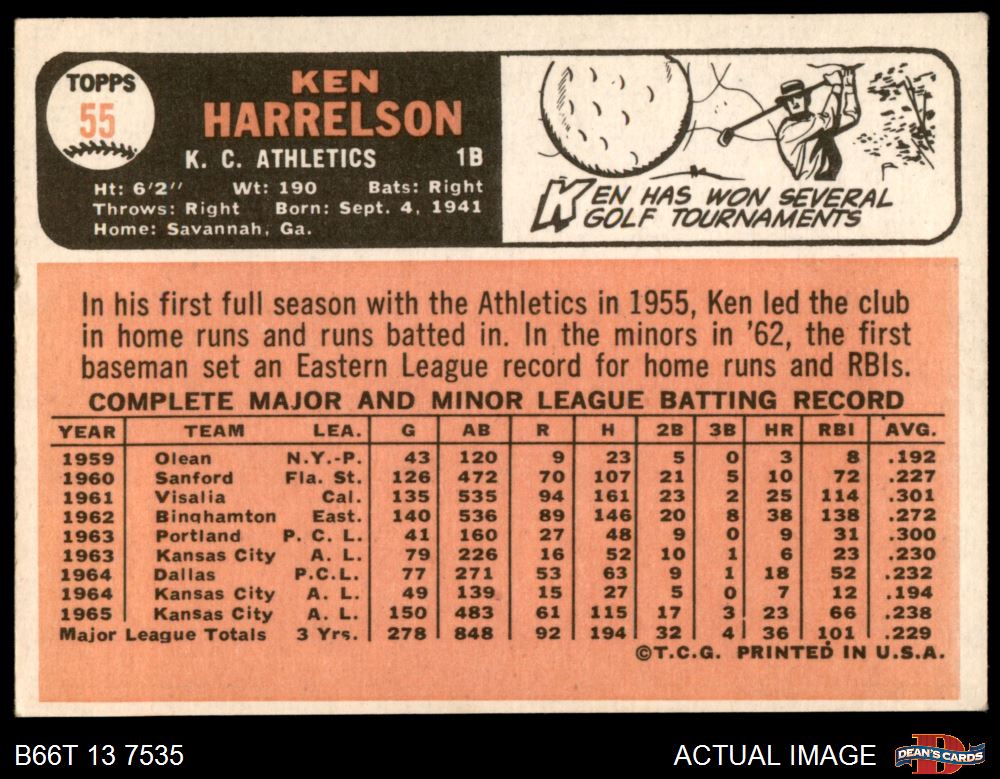 TOPPS
55
KEN
HARRELSON
K. C. ATHLETICS 1B
Ht: 6'2" Wt: 190 Bats: Right
Throws: Right Born: Sept. 4, 1941
Home: Savannah, Ga.
KEN HAS WON SEVERAL
GOLF TOURNAMENTS
In his first full season with the Athletics in 1955, Ken led the club
in home runs and runs batted in. In the minors in '62, the first
baseman set an Eastern League record for home runs and RBIs.
COMPLETE MAJOR AND MINOR LEAGUE BATTING RECORD
YEAR TEAM LEA. G AB R H 2B 3B HR RBI AVG.
1959 Olean N.Y.-P. 43 120 9 23 5 0 3 8 .192
1960 Sanford Fla. St. 126 472 70 107 21 5 10 72 .227
1961 Visalia Cal. 135 535 94 161 23 2 25 114 .301
1962 Binghamton East. 140 536 89 146 20 8 38 138 .272
1963 Portland P. C. L. 41 160 27 48 9 0 9 31 .300
1963 Kansas City A. L. 79 226 16 52 10 1 6 23 .230
1964 Dallas P.C.L. 77 271 53 63 9 1 18 52 .232
1964 Kansas City A. L. 49 139 15 27 5 0 7 12 .194
1965 Kansas City A. L. 150 483 61 115 17 3 23 66 .238
Major League Totals 3 Yrs. 278 848 92 194 32 4 36 101 .229
©T.C.G. PRINTED IN U.S.A.
B66T 13 7535 ACTUAL IMAGE DEAN'S CARDS